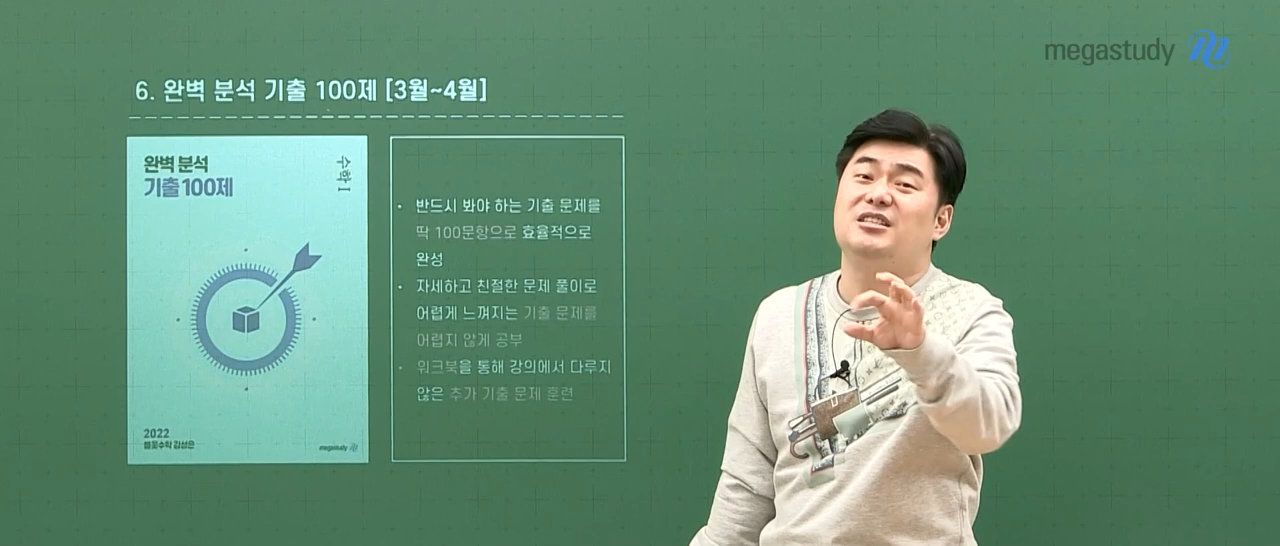 megastudy
6. 완벽 분석 기출 100제 [3월~4월]
완벽 분석
기출 100제
수학 I
• 반드시 봐야 하는 기출 문제를
딱 100문항으로 효율적으로
완성
• 자세하고 친절한 문제 풀이로
어렵게 느껴지는 기출 문제를
어렵지 않게 공부
• 워크북을 통해 강의에서 다루지
않은 추가 기출 문제 훈련
2022
megastudy